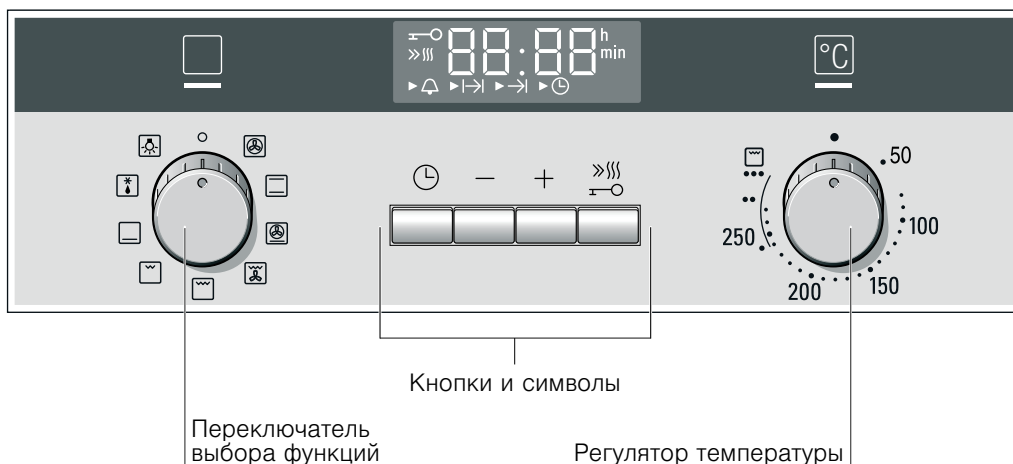 88:88 h
min
°C
50
100
150
200
250
Кнопки и символы
Переключатель
выбора функций
Регулятор температуры